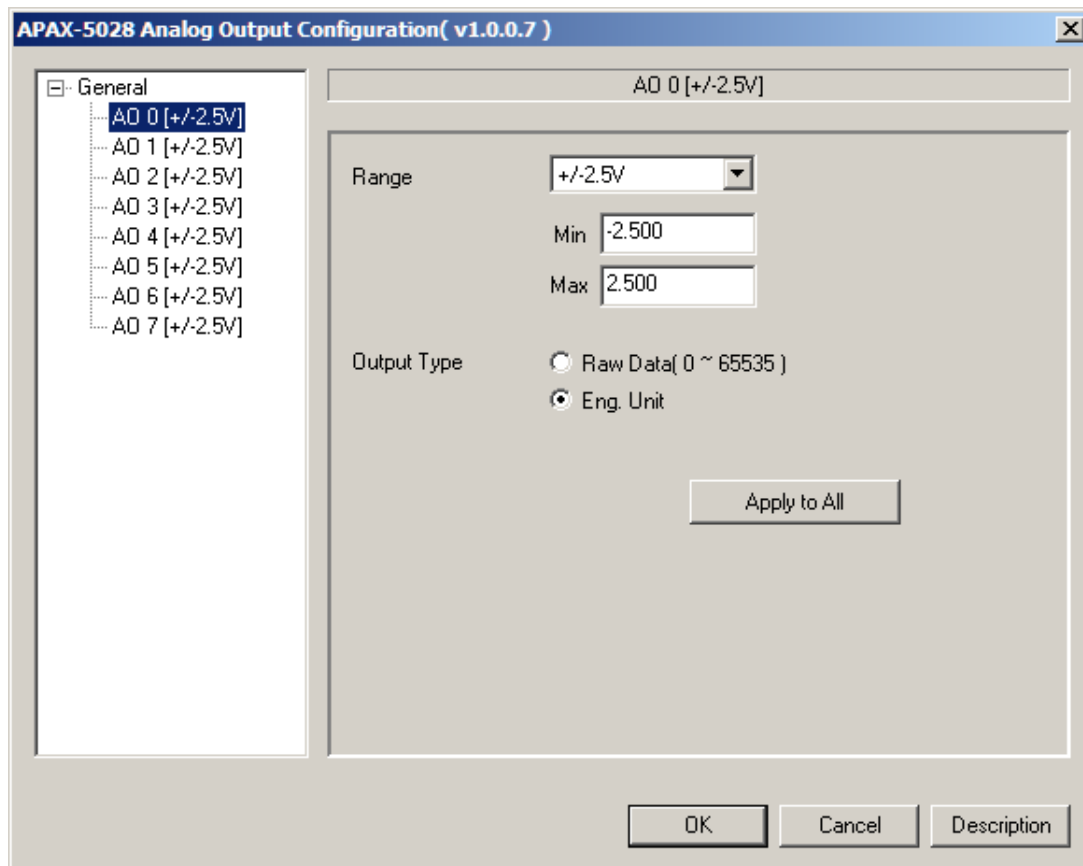 APAX-5028 Analog Output Configuration( v1.0.0.7 )
General
AO 0 [+/-2.5V]
AO 1 [+/-2.5V]
AO 2 [+/-2.5V]
AO 3 [+/-2.5V]
AO 4 [+/-2.5V]
AO 5 [+/-2.5V]
AO 6 [+/-2.5V]
AO 7 [+/-2.5V]
AO 0 [+/-2.5V]
Range +/-2.5V
Min -2.500
Max 2.500
Output Type Raw Data( 0 ~ 65535 )
Eng. Unit
Apply to All
OK Cancel Description